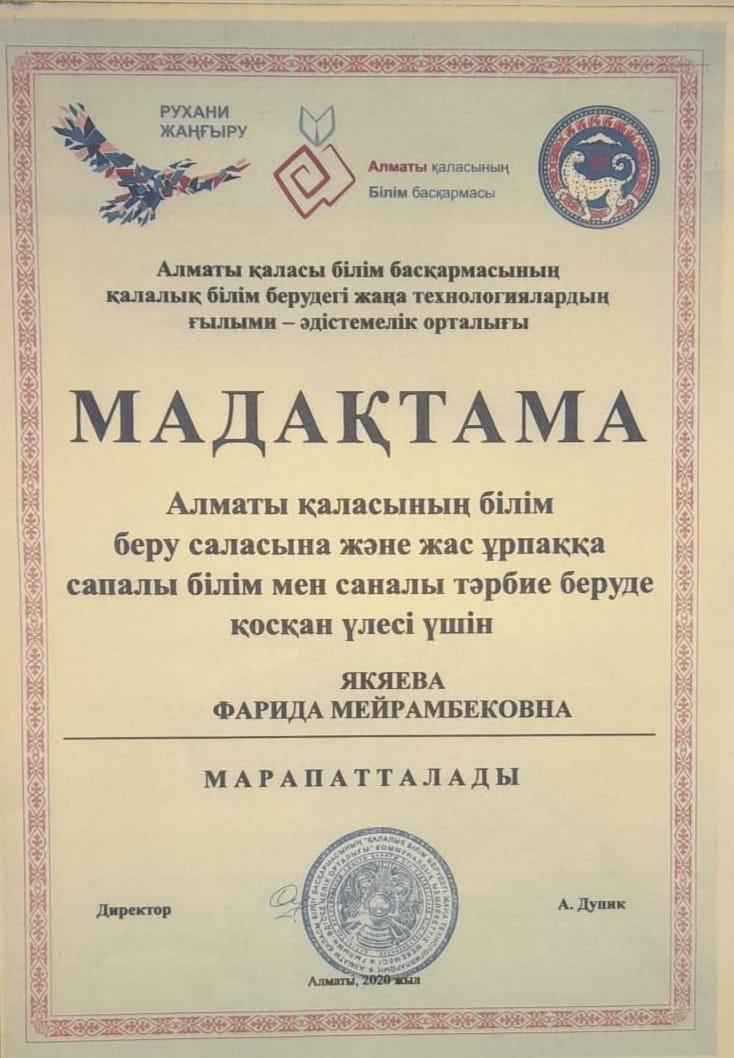 РУХАНИ
ЖАҢҒЫРУ
Алматы қаласының
Білім басқармасы
Алматы қаласы білім басқармасының
қалалық білім берудегі жаңа технологиялардың
ғылыми – әдістемелік орталығы
МАДАҚТАМА
Алматы қаласының білім
беру саласына және жас ұрпаққа
сапалы білім мен саналы тәрбие беруде
қосқан үлесі үшін
ЯКЯЕВА
ФАРИДА МЕЙРАМБЕКОВНА
МАРАПАТТАЛАДЫ
Директор
А. Дупик
Алматы, 2020 жыл